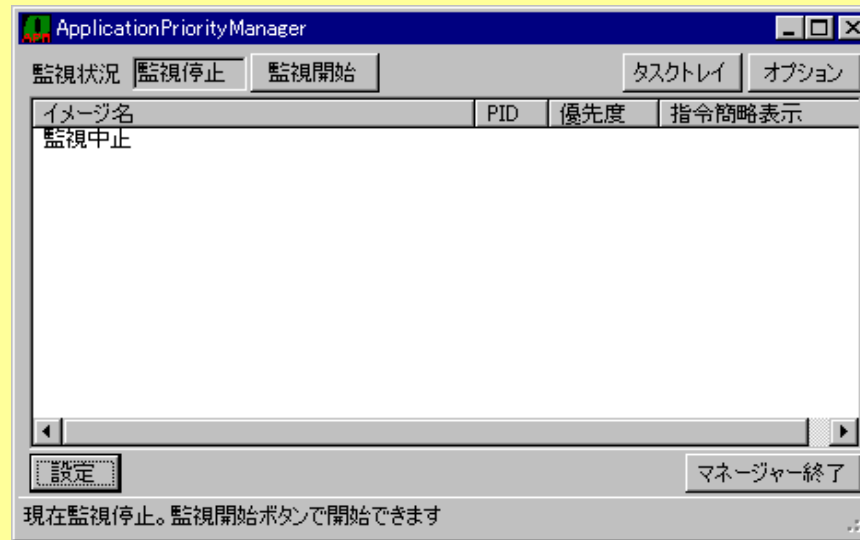 ApplicationPriorityManager
監視状況 監視停止 監視開始 タスクトレイ オプション
イメージ名 PID 優先度 指令簡略表示
監視中止
設定 マネージャー終了
現在監視停止。監視開始ボタンで開始できます